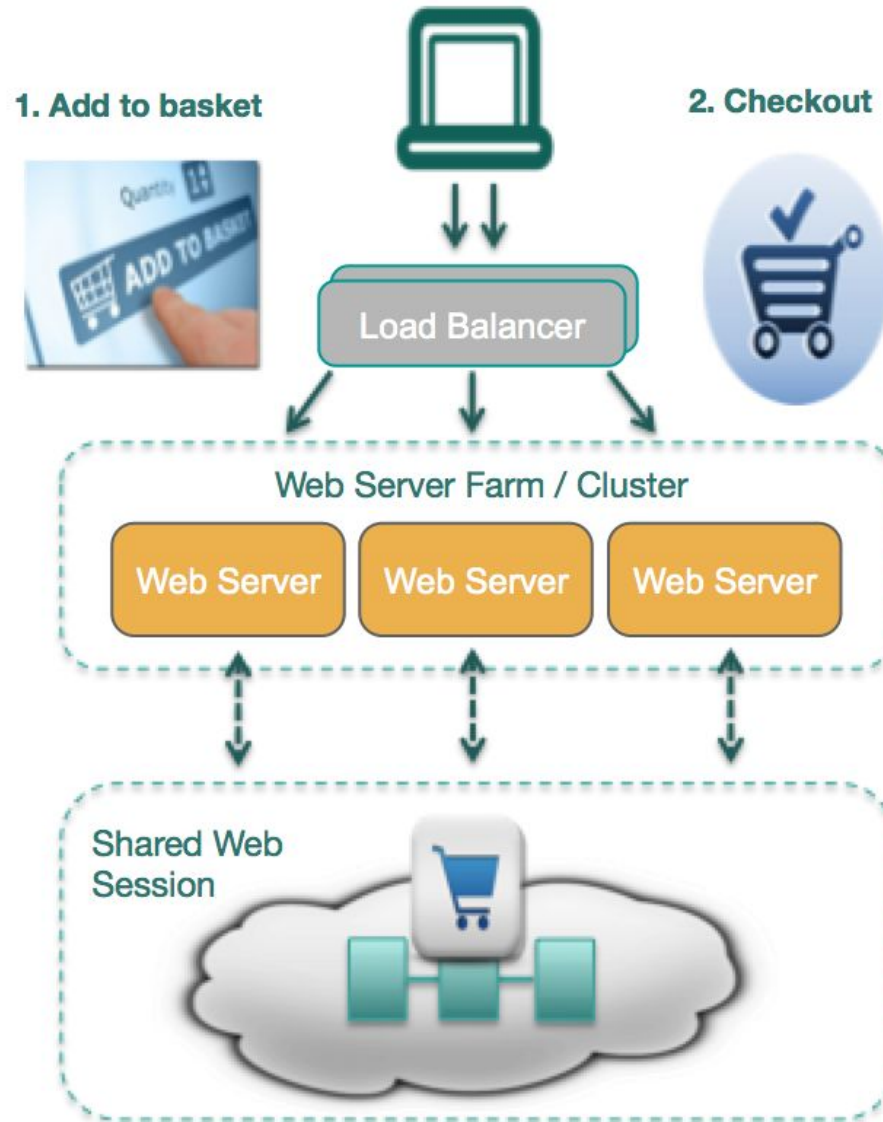 1. Add to basket
2. Checkout
Quantity 1
ADD TO BASKET
Load Balancer
Web Server Farm / Cluster
Web Server
Web Server
Web Server
Shared Web
Session